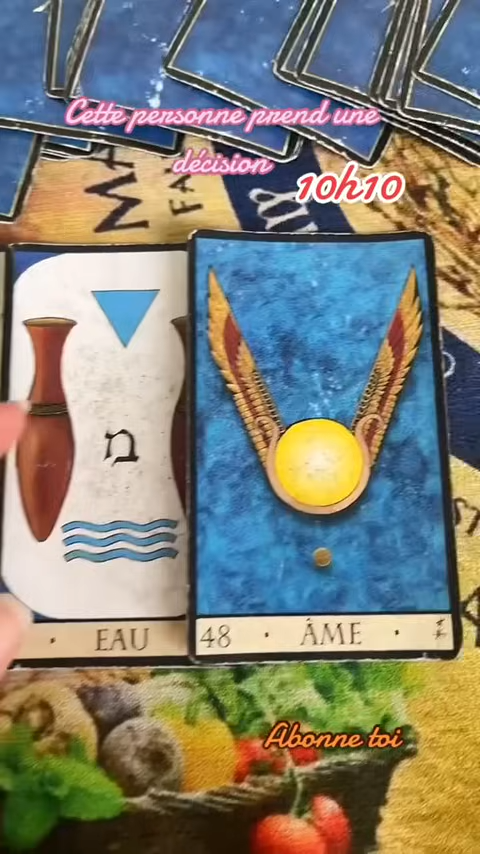 Cette personne prend une
décision
10h10
מ
EAU
48 · ÂME ·
Abonne toi